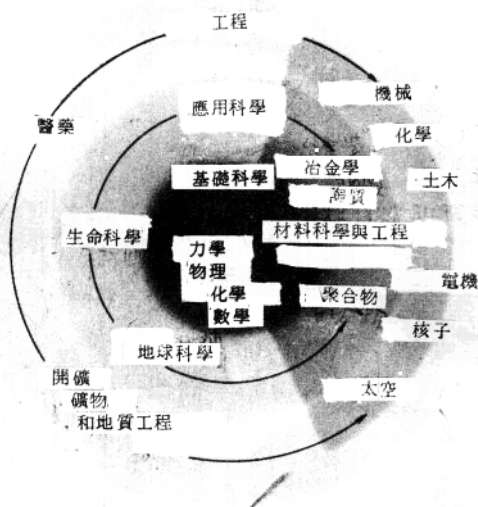 工程
機械
應用科學
醫藥
化學
冶金學
基礎科學
土木
生命科學
材料科學與工程
力學
物理
電機
化學
聚合物
數學
核子
地球科學
開礦
太空
礦物
和地質工程